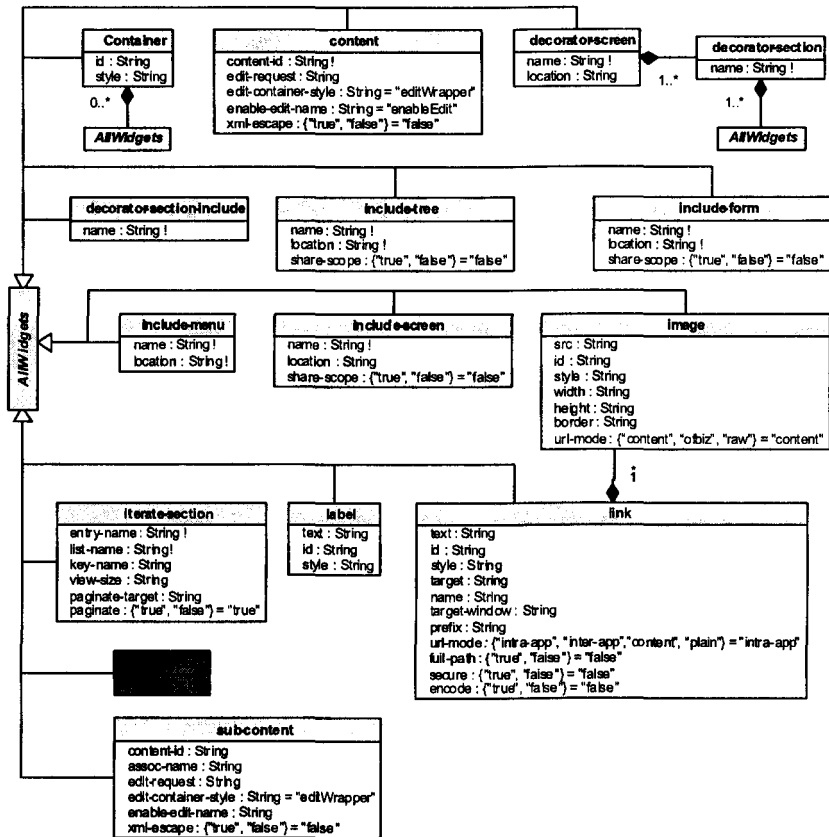 Container
id : String
style : String
0..*
AllWidgets
content
content-id : String !
edit-request : String
edit-container-style : String = "editWrapper"
enable-edit-name : String = "enableEdit"
xml-escape : {"true", "false"} = "false"
decorator-screen
name : String !
location : String
1..*
decorator-section
name : String !
1..*
AllWidgets
decorator-section-include
name : String !
include-tree
name : String !
location : String !
share-scope : {"true", "false"} = "false"
include-form
name : String !
location : String !
share-scope : {"true", "false"} = "false"
AllWidgets
include-menu
name : String !
location : String !
include-screen
name : String !
location : String
share-scope : {"true", "false"} = "false"
image
src : String
id : String
style : String
width : String
height : String
border : String
url-mode : {"content", "ofbiz", "raw"} = "content"
*
1
iterate-section
entry-name : String !
list-name : String!
key-name : String
view-size : String
paginate-target : String
paginate : {"true", "false"} = "true"
label
text : String
id : String
style : String
link
text : String
id : String
style : String
target : String
name : String
target-window : String
prefix : String
url-mode : {"intra-app", "inter-app","content", "plain"} = "intra-app"
full-path : {"true", "false"} = "false"
secure : {"true", "false"} = "false"
encode : {"true", "false"} = "false"
subcontent
content-id : String
assoc-name : String
edit-request : String
edit-container-style : String = "editWrapper"
enable-edit-name : String
xml-escape : {"true", "false"} = "false"